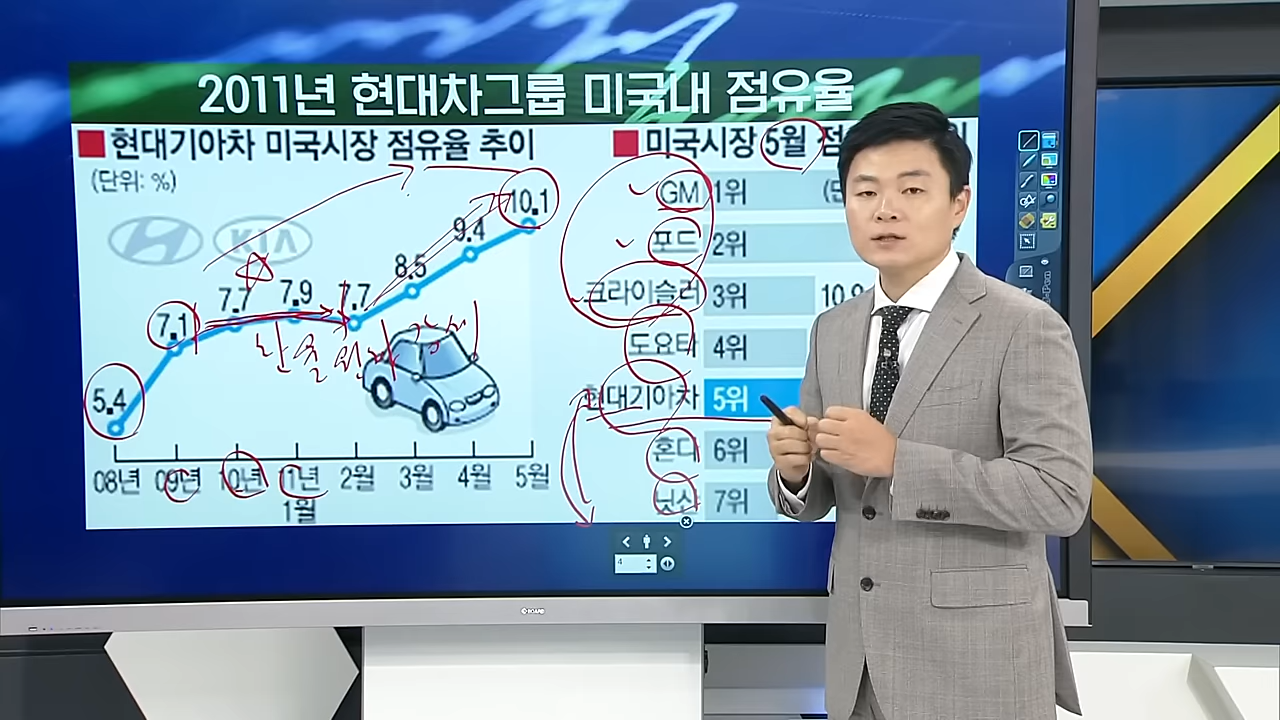 2011년 현대차그룹 미국내 점유율
현대기아차 미국시장 점유율 추이
(단위: %)
KIA
5.4
7.1
7.7
7.9
7.7
8.5
9.4
10.1
08년 09년 10년 11년 2월 3월 4월 5월
1월
미국시장 5월
GM 1위
포드 2위
크라이슬러 3위
도요타 4위
현대기아차 5위
혼다 6위
닛산 7위
4